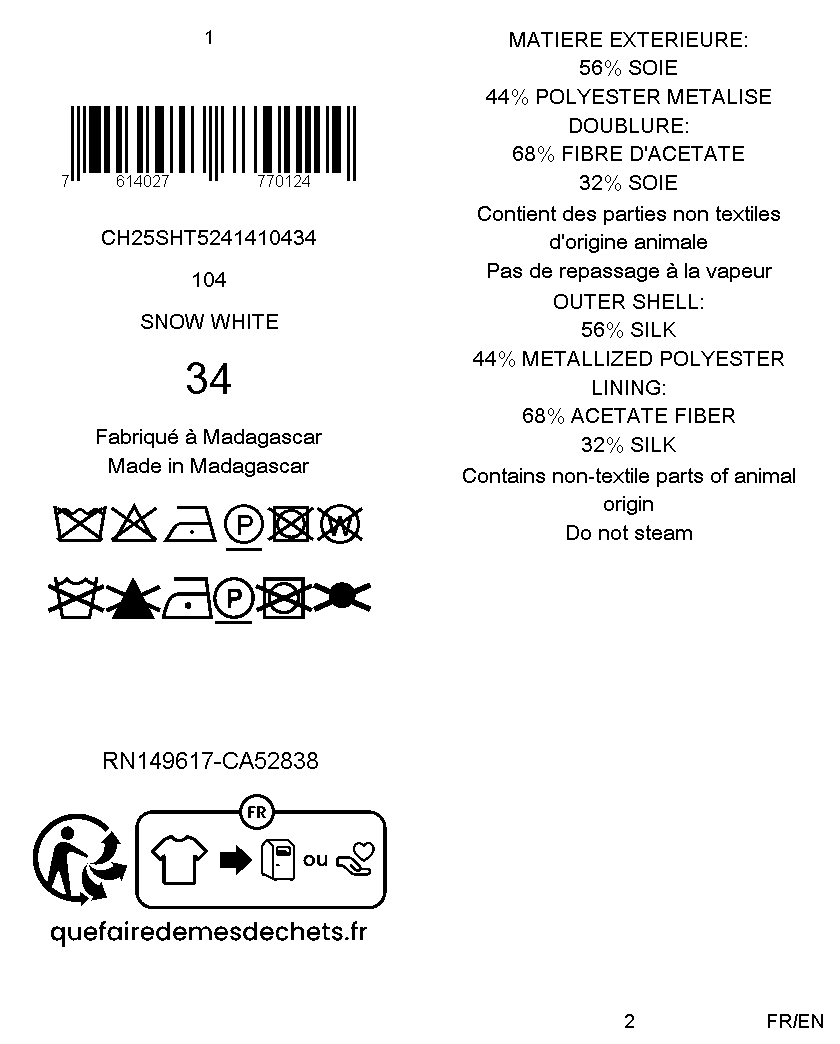 1
7 614027 770124
CH25SHT5241410434
104
SNOW WHITE
34
Fabriqué à Madagascar
Made in Madagascar
P W
P
RN149617-CA52838
FR
ou
quefairedemesdechets.fr
MATIERE EXTERIEURE:
56% SOIE
44% POLYESTER METALISE
DOUBLURE:
68% FIBRE D'ACETATE
32% SOIE
Contient des parties non textiles
d'origine animale
Pas de repassage à la vapeur
OUTER SHELL:
56% SILK
44% METALLIZED POLYESTER
LINING:
68% ACETATE FIBER
32% SILK
Contains non-textile parts of animal
origin
Do not steam
2
FR/EN